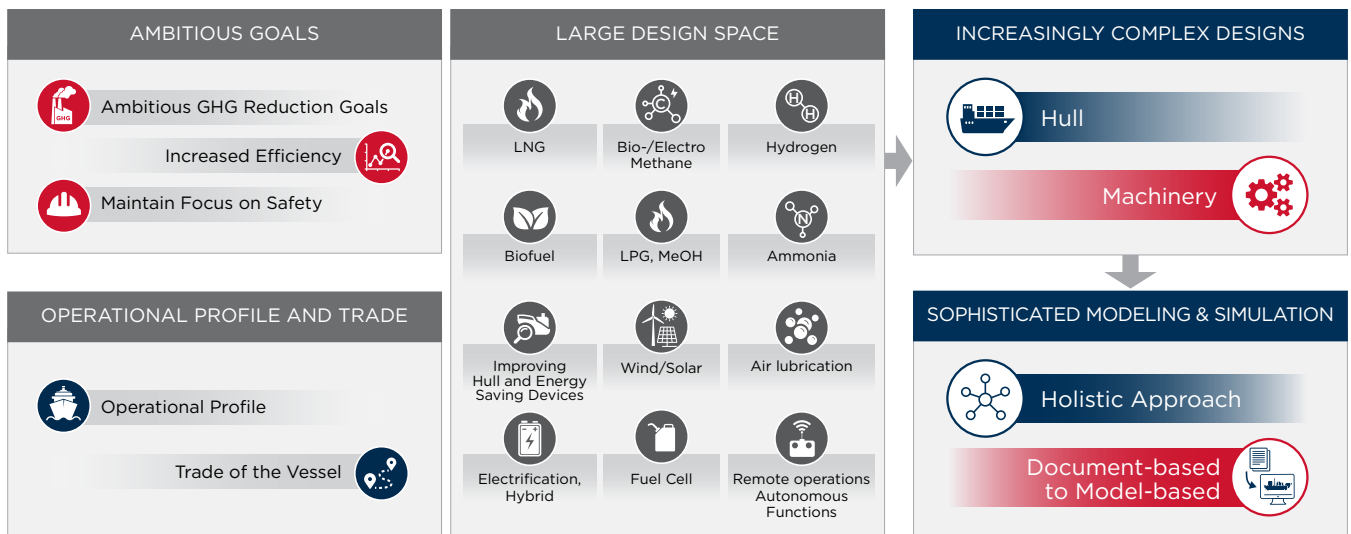 AMBITIOUS GOALS
GHG
Ambitious GHG Reduction Goals
Increased Efficiency
Maintain Focus on Safety
OPERATIONAL PROFILE AND TRADE
Operational Profile
Trade of the Vessel
LARGE DESIGN SPACE
LNG
C
Bio-/Electro
Methane
H
H
Hydrogen
Biofuel
LPG, MeOH
N
Ammonia
Improving
Hull and Energy
Saving Devices
Wind/Solar
Air lubrication
Electrification,
Hybrid
Fuel Cell
Remote operations
Autonomous
Functions
INCREASINGLY COMPLEX DESIGNS
Hull
Machinery
SOPHISTICATED MODELING & SIMULATION
Holistic Approach
Document-based
to Model-based